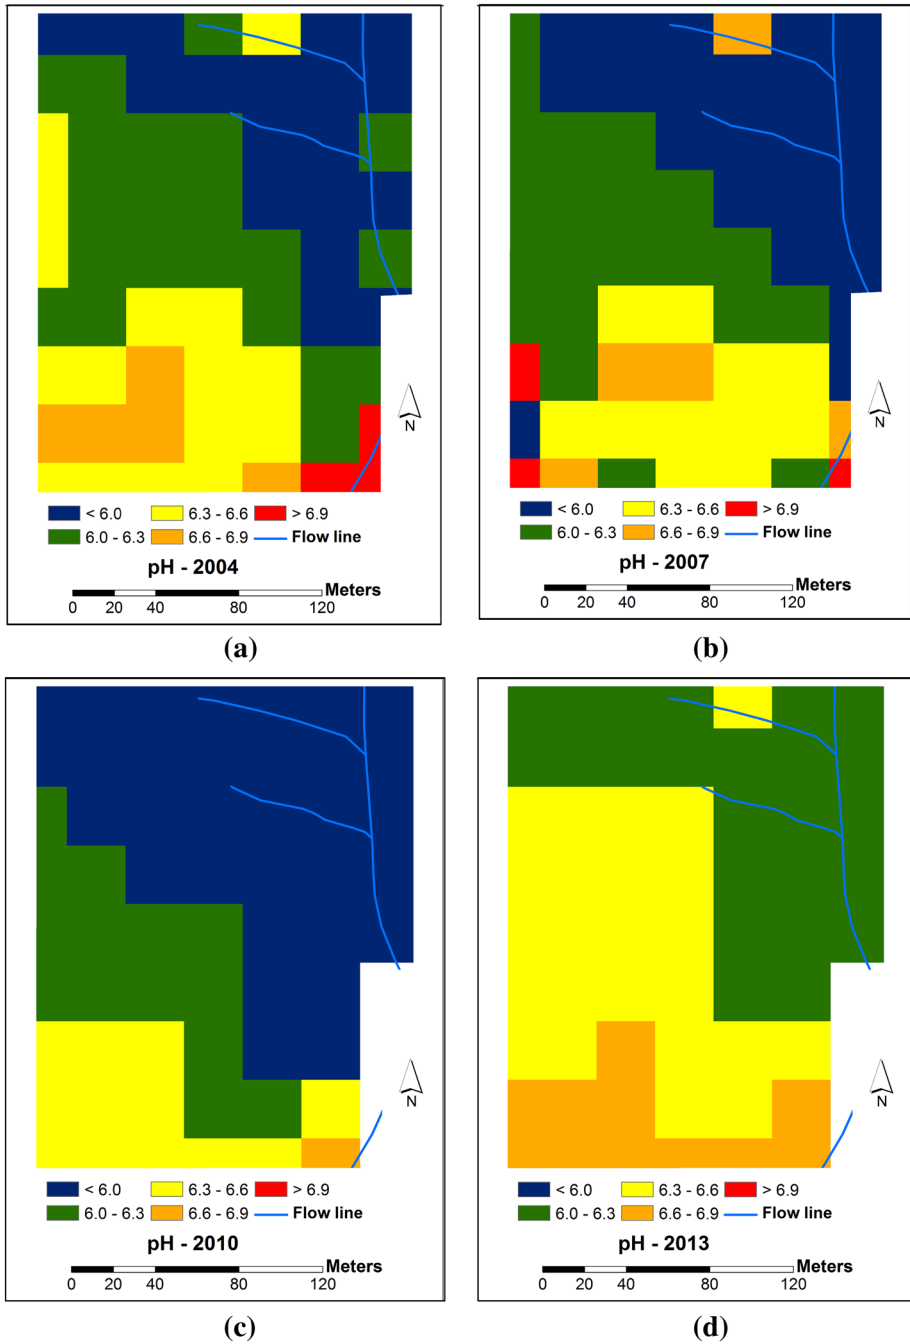 N
< 6.0 6.3 - 6.6 > 6.9
6.0 - 6.3 6.6 - 6.9 Flow line
pH - 2004
Meters
0 20 40 80 120
(a)
N
< 6.0 6.3 - 6.6 > 6.9
6.0 - 6.3 6.6 - 6.9 Flow line
pH - 2007
Meters
0 20 40 80 120
(b)
N
< 6.0 6.3 - 6.6 > 6.9
6.0 - 6.3 6.6 - 6.9 Flow line
pH - 2010
Meters
0 20 40 80 120
(c)
N
< 6.0 6.3 - 6.6 > 6.9
6.0 - 6.3 6.6 - 6.9 Flow line
pH - 2013
Meters
0 20 40 80 120
(d)